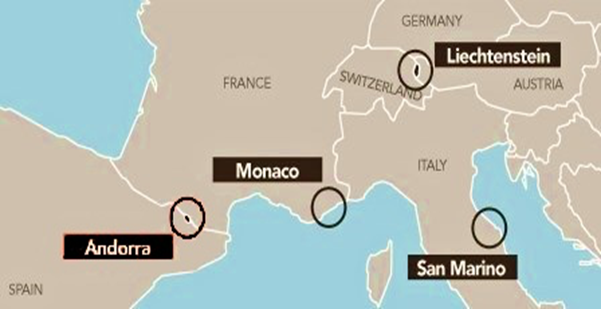 GERMANY
Liechtenstein
FRANCE
SWITZERLAND
AUSTRIA
Monaco
ITALY
Andorra
San Marino
SPAIN